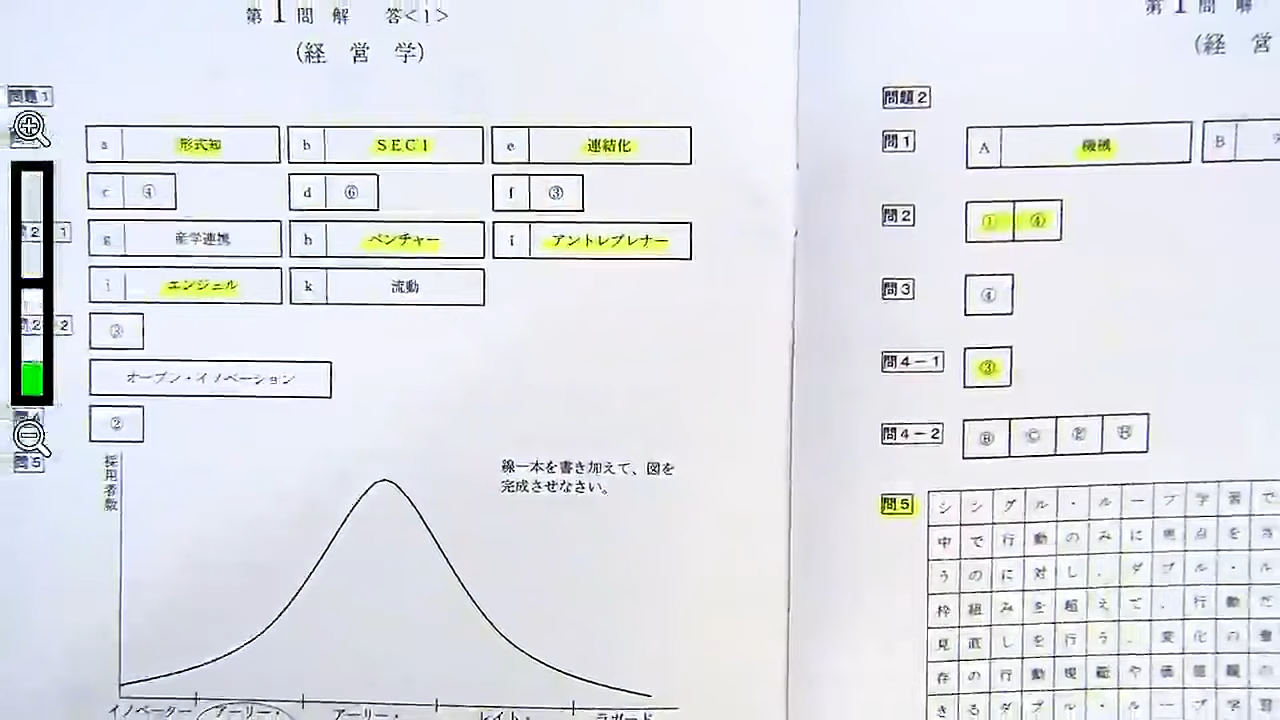 第1問 解 答<1>
(経 営 学)
問題1
a 形式知 b SECI e 連結化
c ④ d ⑥ f ③
g 産学連携 h ベンチャー i アントレプレナー
j エンジェル k 流動
③
オープン・イノベーション
②
問5
採用者数
線一本を書き加えて、図を
完成させなさい。
イノベーター アーリー・ アーリー・ レイト・ ラガード
第1問 解
(経 営
問題2
問1 A 機械 B
問2 ① ④
問3 ④
問4-1 ③
問4-2 Ⓑ Ⓒ Ⓔ Ⓗ
問5 シングル・ループ学習で
中で行動のみに焦点を当
うのに対し、ダブル・ル
枠組みを超えて、行動だ
見直しを行う。変化の
存の行動規範や価値観の
きるダブル・ループ学習